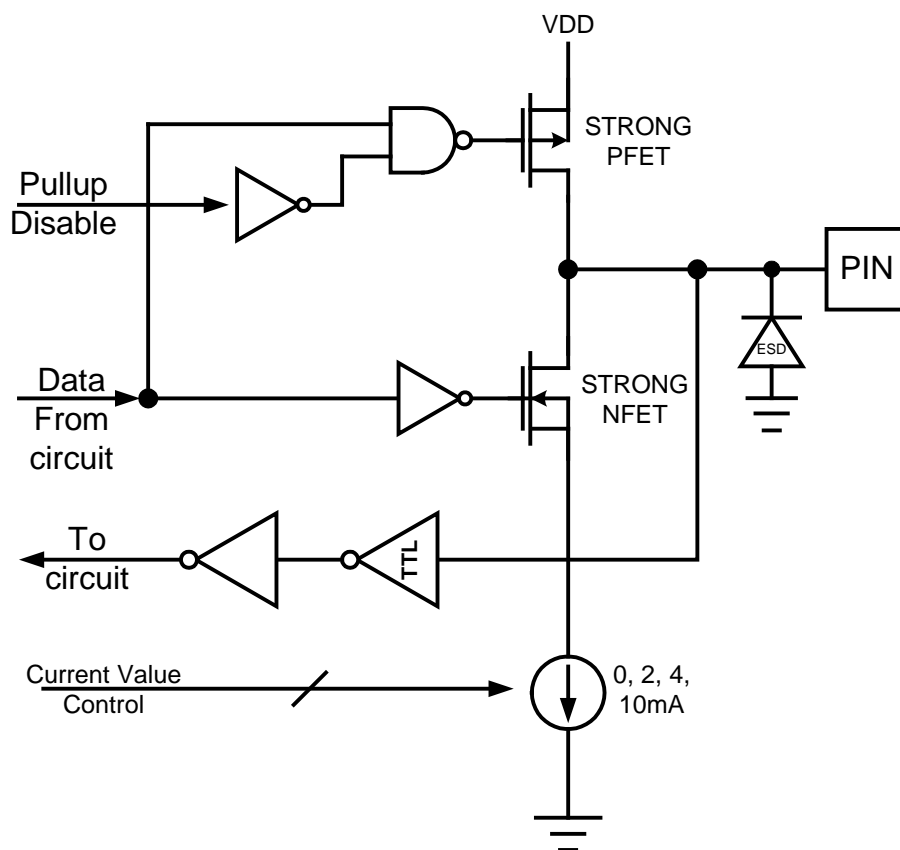 VDD
STRONG
PFET
Pullup
Disable
PIN
ESD
Data
From
circuit
STRONG
NFET
To
circuit
TTL
Current Value
Control
0, 2, 4,
10mA